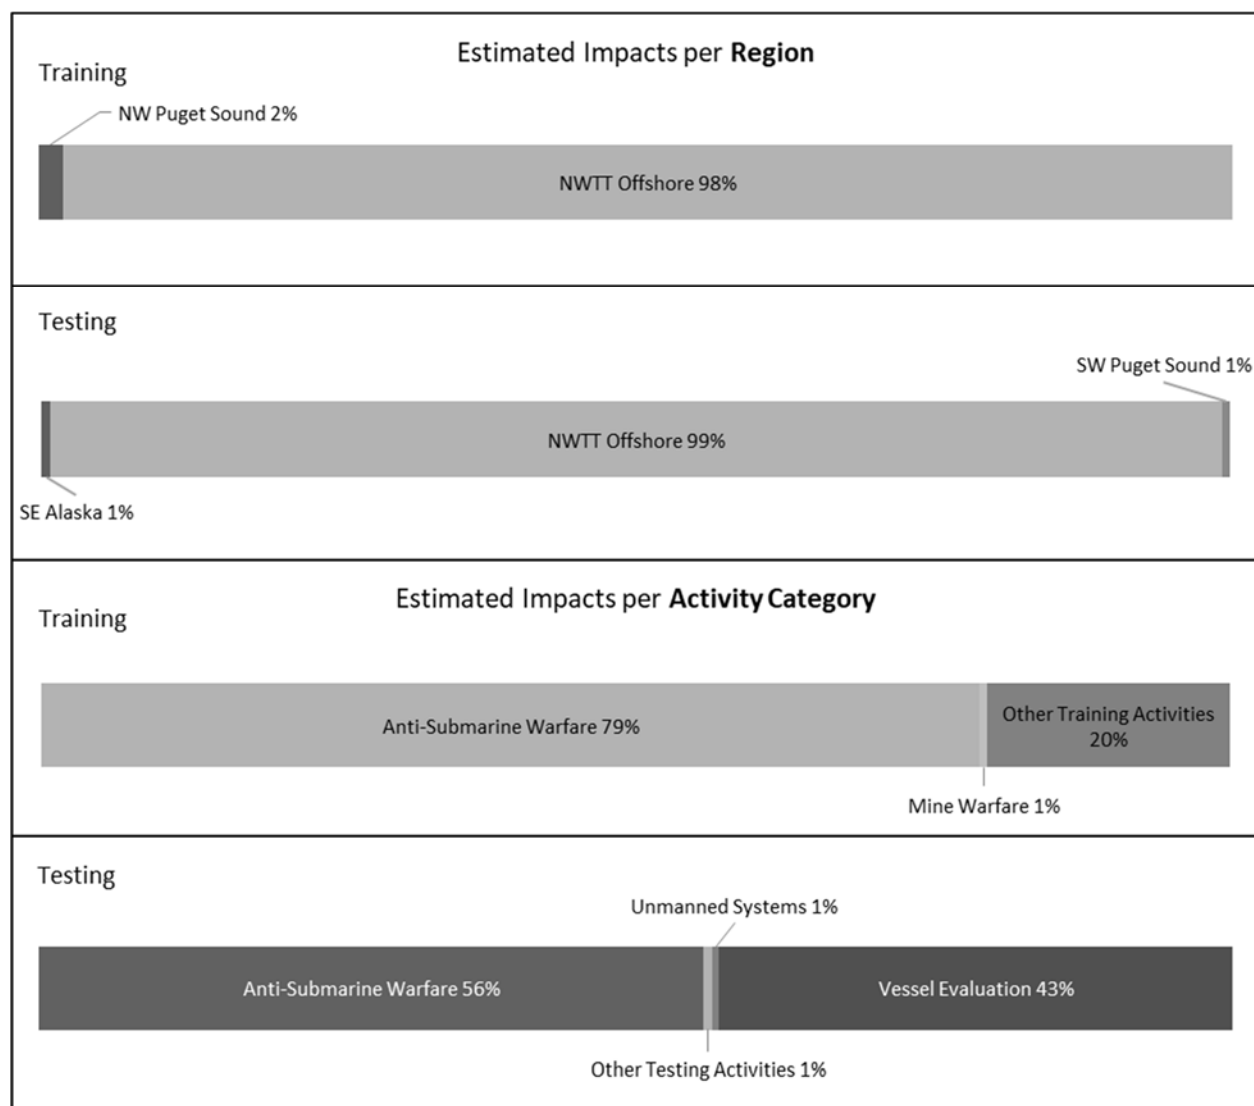 Estimated Impacts per Region
Training
NW Puget Sound 2%
NWTT Offshore 98%
Testing
SW Puget Sound 1%
NWTT Offshore 99%
SE Alaska 1%
Estimated Impacts per Activity Category
Training
Anti-Submarine Warfare 79%
Other Training Activities
20%
Mine Warfare 1%
Testing
Unmanned Systems 1%
Anti-Submarine Warfare 56%
Vessel Evaluation 43%
Other Testing Activities 1%